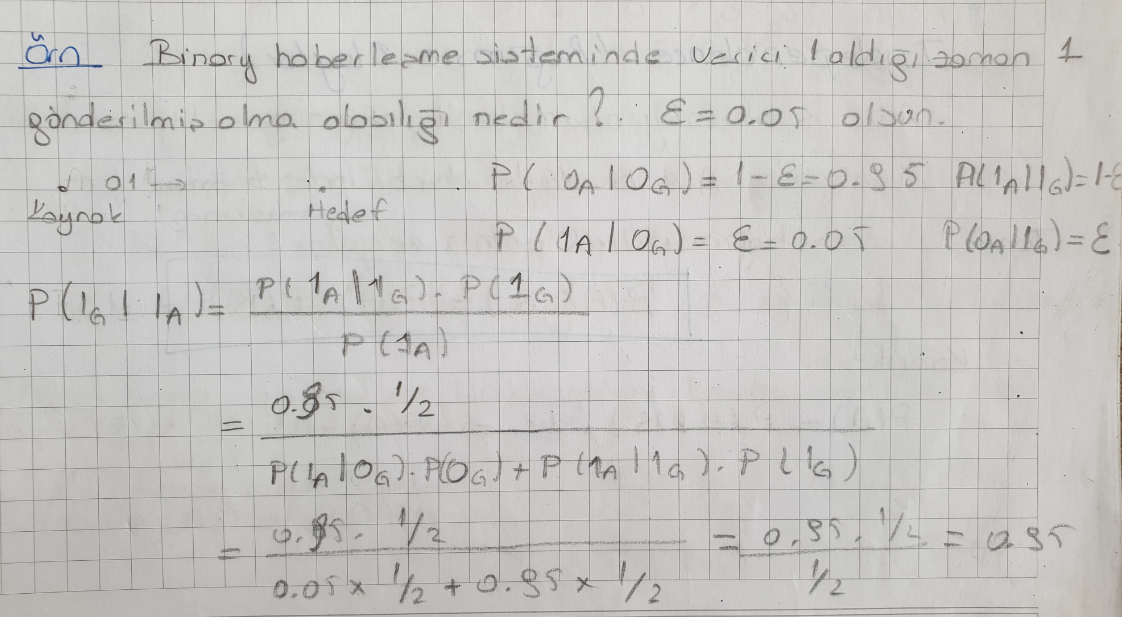 Örn Binary haberleşme sisteminde verici 1 aldığı zaman 1
gönderilmiş olma olasılığı nedir? ε = 0.05 olsun.
01 → P(0A|0G) = 1-ε = 0.95 P(1A|1G) = 1-ε
Kaynak Hedef
P(1A|0G) = ε = 0.05 P(0A|1G) = ε
P(1G|1A) = P(1A|1G). P(1G)
P(1A)
= 0.95 . 1/2
P(1A|0G). P(0G) + P(1A|1G). P(1G)
= 0.95 . 1/2 = 0.95 . 1/2 = 0.95
0.05 x 1/2 + 0.95 x 1/2 1/2